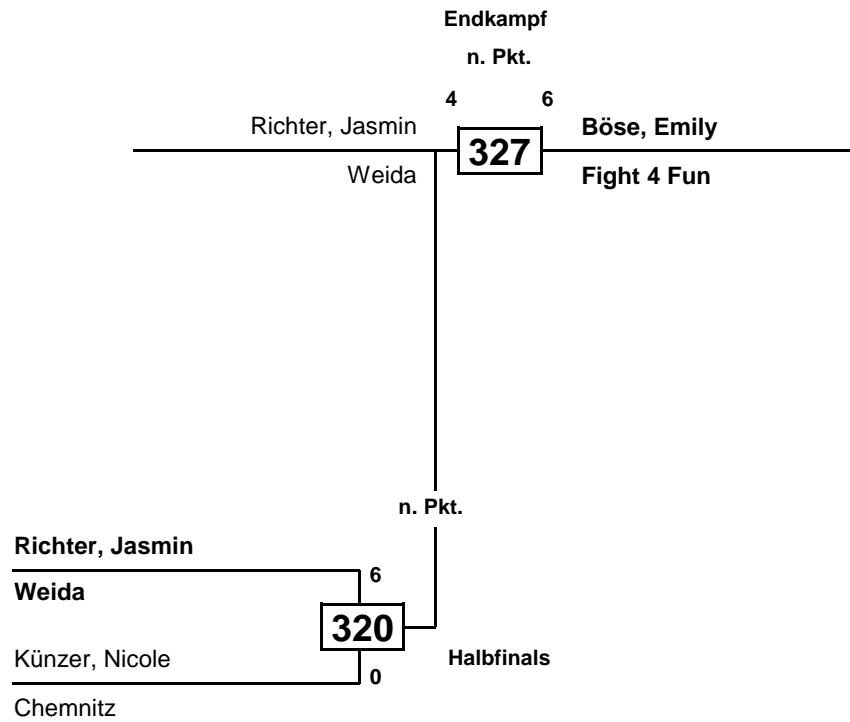 Endkampf
n. Pkt.
4 6
Richter, Jasmin 327 Böse, Emily
Weida Fight 4 Fun
n. Pkt.
Richter, Jasmin
6
Weida
320
Künzer, Nicole Halbfinals
0
Chemnitz